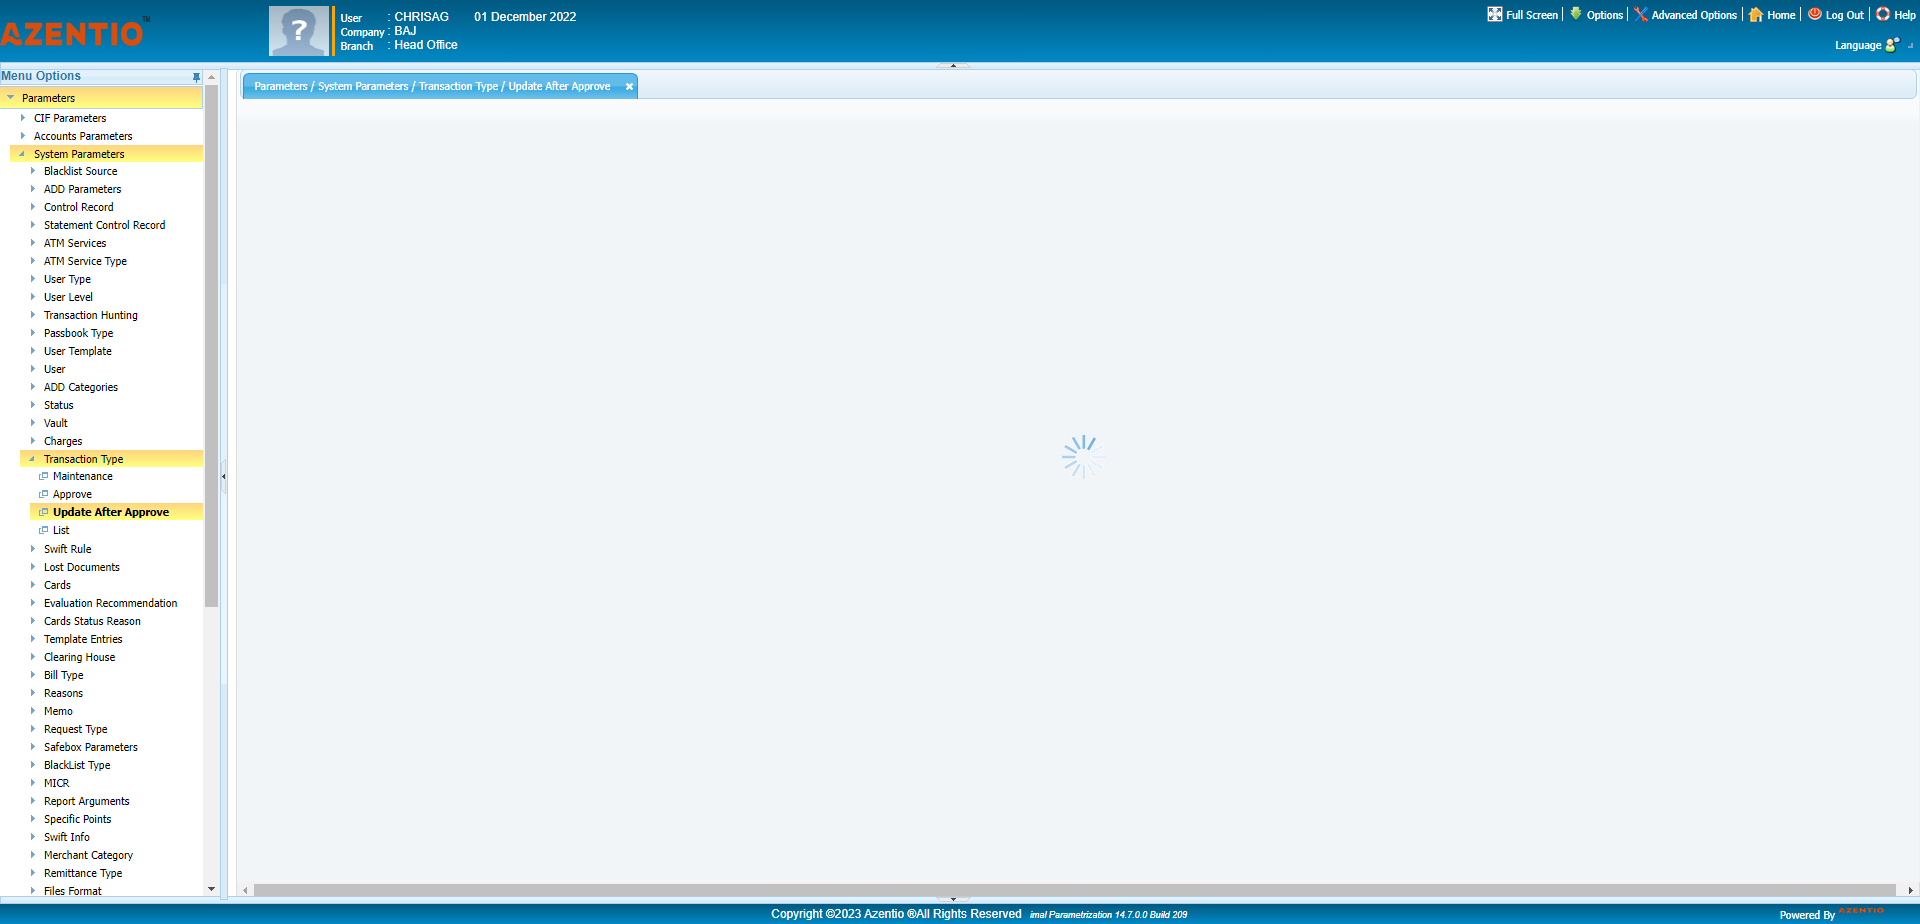 AZENTIO™
User : CHRISAG 01 December 2022
Company : BAJ
Branch : Head Office
Full Screen Options Advanced Options Home Log Out Help
Language
Menu Options
Parameters / System Parameters / Transaction Type / Update After Approve
Parameters
CIF Parameters
Accounts Parameters
System Parameters
Blacklist Source
ADD Parameters
Control Record
Statement Control Record
ATM Services
ATM Service Type
User Type
User Level
Transaction Hunting
Passbook Type
User Template
User
ADD Categories
Status
Vault
Charges
Transaction Type
Maintenance
Approve
Update After Approve
List
Swift Rule
Lost Documents
Cards
Evaluation Recommendation
Cards Status Reason
Template Entries
Clearing House
Bill Type
Reasons
Memo
Request Type
Safebox Parameters
BlackList Type
MICR
Report Arguments
Specific Points
Swift Info
Merchant Category
Remittance Type
Files Format
Copyright ©2023 Azentio ®All Rights Reserved imal Parametrization 14.7.0.0 Build 209
Powered By AZENTIO